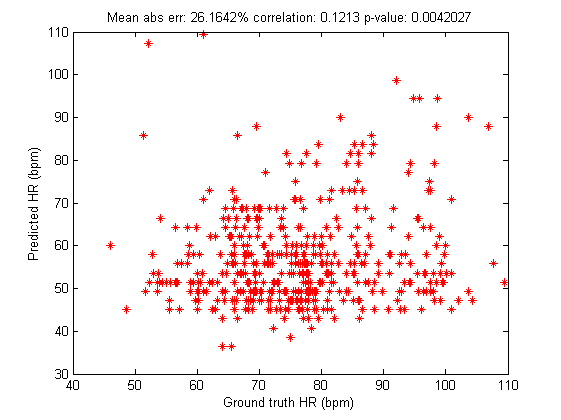 Mean abs err: 26.1642% correlation: 0.1213 p-value: 0.0042027
110
100
90
80
70
60
50
40
30
Predicted HR (bpm)
40 50 60 70 80 90 100 110
Ground truth HR (bpm)